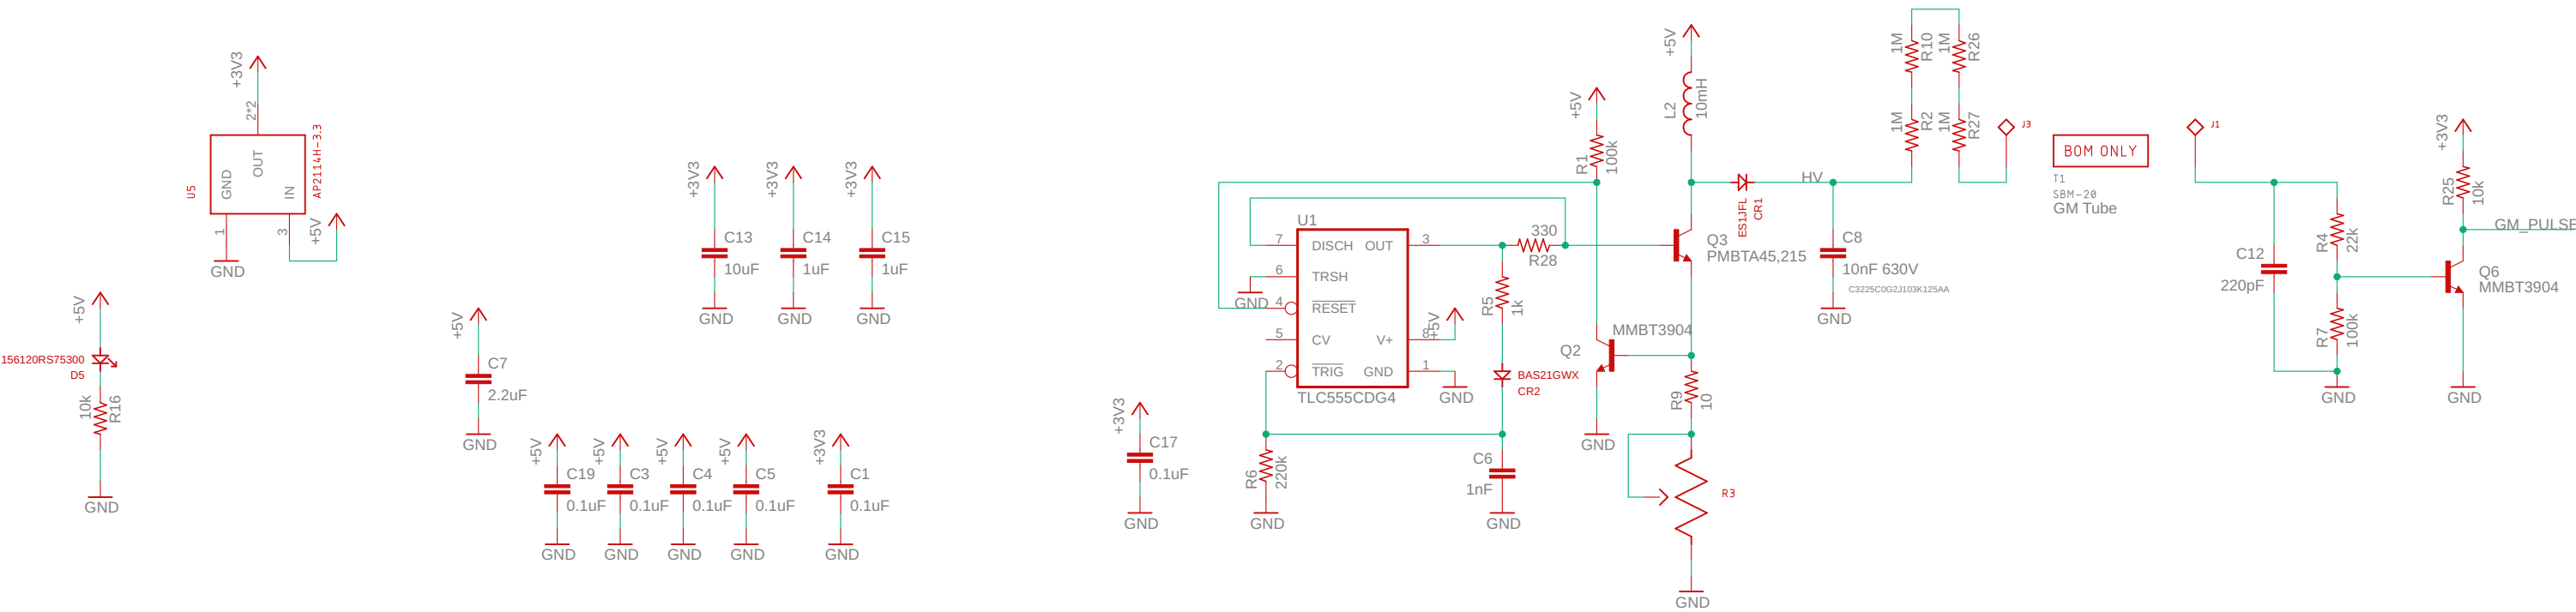 +3V3
2*2
OUT
GND
IN
U5
AP2114H-3.3
1
3
+5V
GND
+5V
156120RS75300
D5
10k
R16
GND
+5V
C7
2.2uF
GND
+3V3
C13
10uF
GND
+3V3
C14
1uF
GND
+3V3
C15
1uF
GND
+5V
C19
0.1uF
GND
+5V
C3
0.1uF
GND
+5V
C4
0.1uF
GND
+5V
C5
0.1uF
GND
+3V3
C1
0.1uF
GND
+3V3
C17
0.1uF
GND
U1
7 DISCH OUT 3
6 TRSH
GND
4 RESET
5 CV V+ 8
+5V
2 TRIG GND 1
TLC555CDG4
GND
R6
220k
GND
330
R28
R5
1k
BAS21GWX
CR2
C6
1nF
GND
+5V
R1
100k
MMBT3904
Q2
GND
+5V
L2
10mH
Q3
PMBTA45,215
R9
10
R3
GND
ES1JFL
CR1
HV
C8
10nF 630V
C3225C0G2J103K125AA
GND
1M
R10
1M
R26
1M
R2
1M
R27
J3
BOM ONLY
T1
SBM-20
GM Tube
J1
C12
220pF
R4
22k
R7
100k
GND
+3V3
R25
10k
GM_PULSE
Q6
MMBT3904
GND